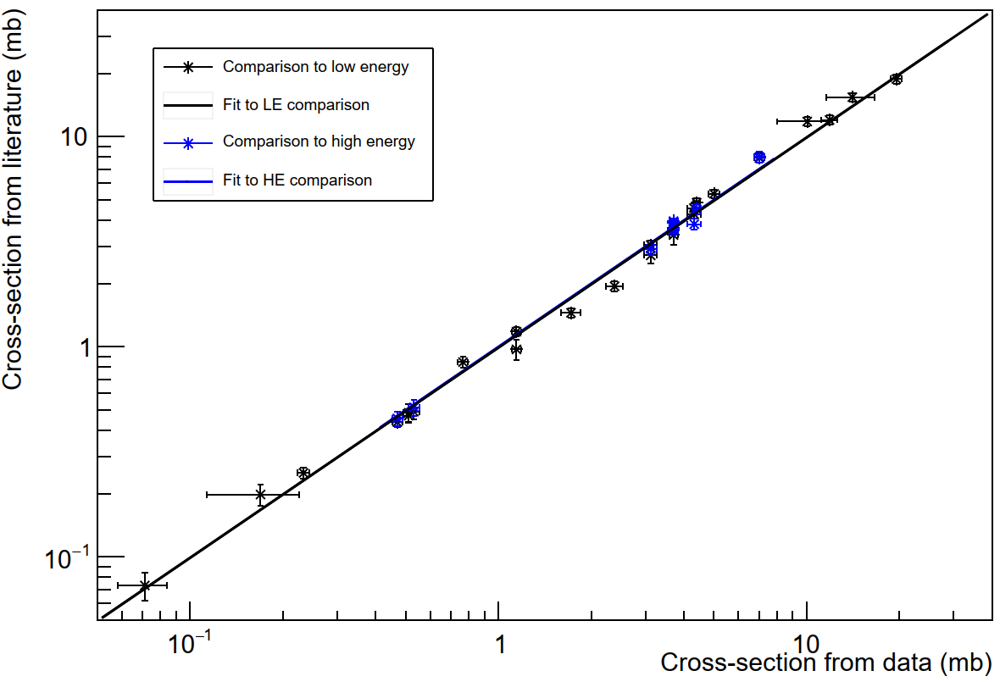 Cross-section from literature (mb)
Comparison to low energy
Fit to LE comparison
Comparison to high energy
Fit to HE comparison
10
1
10⁻¹
10⁻¹
1
10
Cross-section from data (mb)